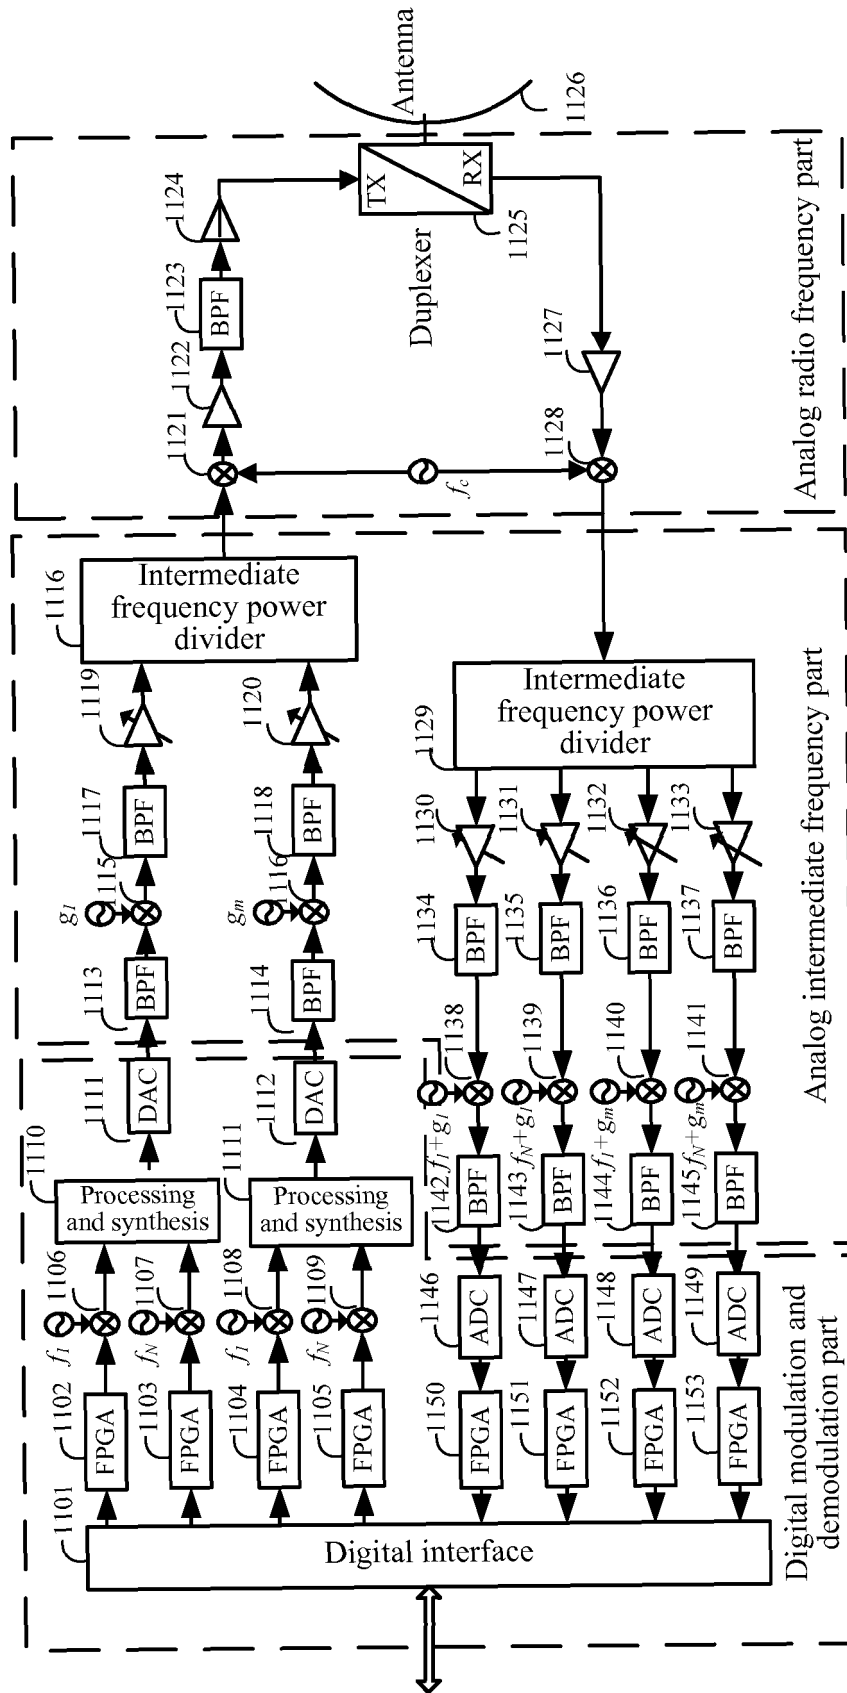 1101
Digital interface
1102
FPGA
1103
FPGA
1104
FPGA
1105
FPGA
f1
1106
fN
1107
f1
1108
fN
1109
1110
Processing
and synthesis
1111
Processing
and synthesis
1111
DAC
1112
DAC
1113
BPF
1114
BPF
g1
1115
gm
1116
1117
BPF
1118
BPF
1119
1120
1116
Intermediate
frequency power
divider
1121
1122
1123
BPF
1124
fc
TX
RX
1125
Duplexer
Antenna
1126
1127
1128
Analog radio frequency part
1129
Intermediate
frequency power
divider
1130
1131
1132
1133
1134
BPF
1135
BPF
1136
BPF
1137
BPF
1138
1139
1140
1141
f1+g1
fN+g1
f1+gm
fN+gm
1142
BPF
1143
BPF
1144
BPF
1145
BPF
Analog intermediate frequency part
1146
ADC
1147
ADC
1148
ADC
1149
ADC
1150
FPGA
1151
FPGA
1152
FPGA
1153
FPGA
Digital modulation and
demodulation part